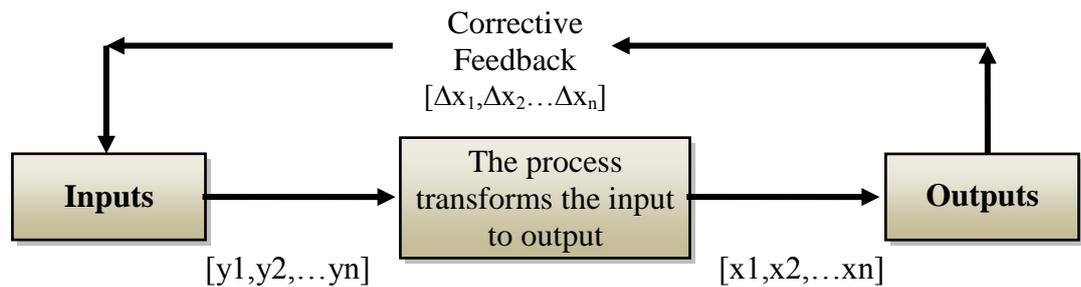 Corrective
Feedback
[Δx₁,Δx₂…Δxₙ]
Inputs
The process
transforms the input
to output
Outputs
[y1,y2,…yn]
[x1,x2,…xn]